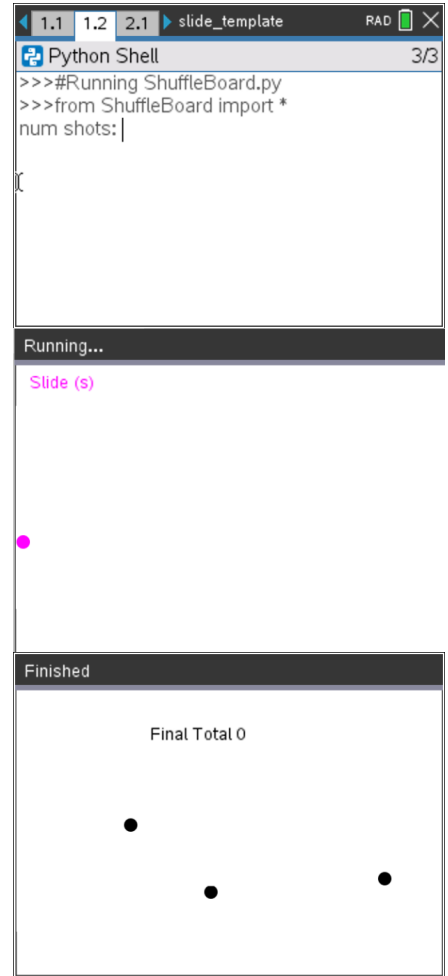 1.1 1.2 2.1 slide_template RAD
Python Shell 3/3
>>>#Running ShuffleBoard.py
>>>from ShuffleBoard import *
num shots:
Running...
Slide (s)
Finished
Final Total 0